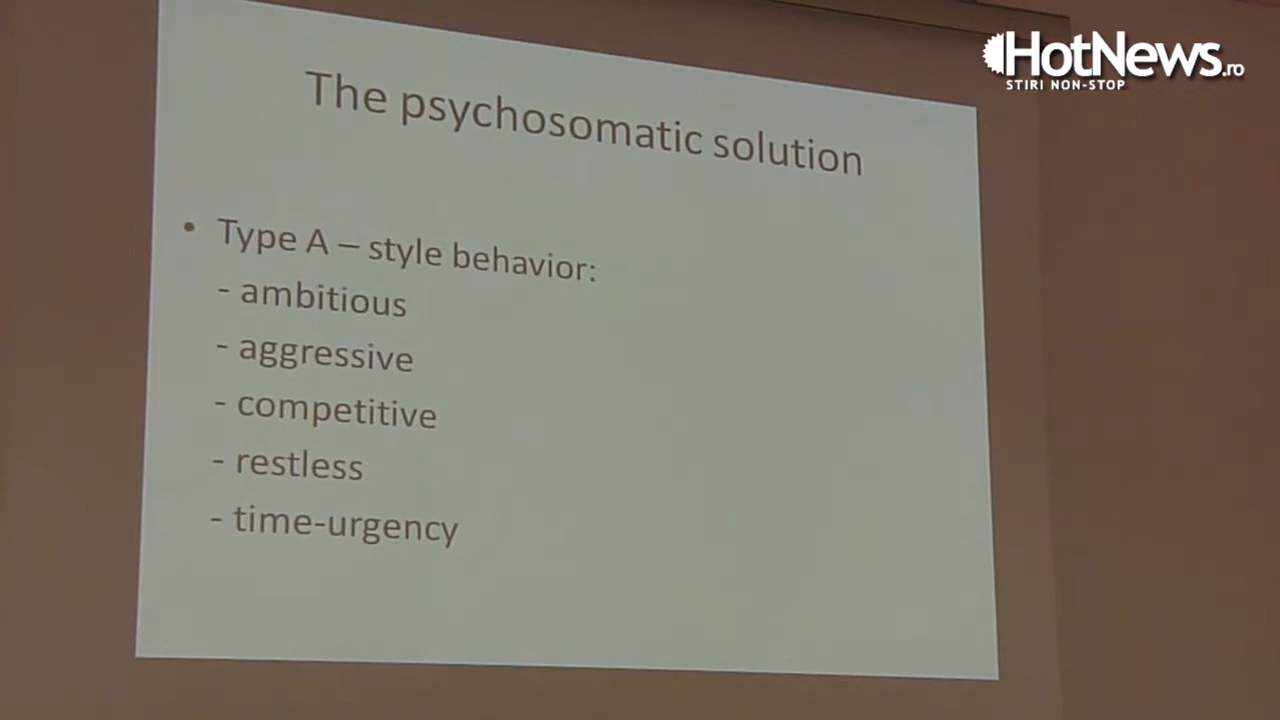 HotNews.ro
STIRI NON-STOP
The psychosomatic solution
• Type A – style behavior:
- ambitious
- aggressive
- competitive
- restless
- time-urgency